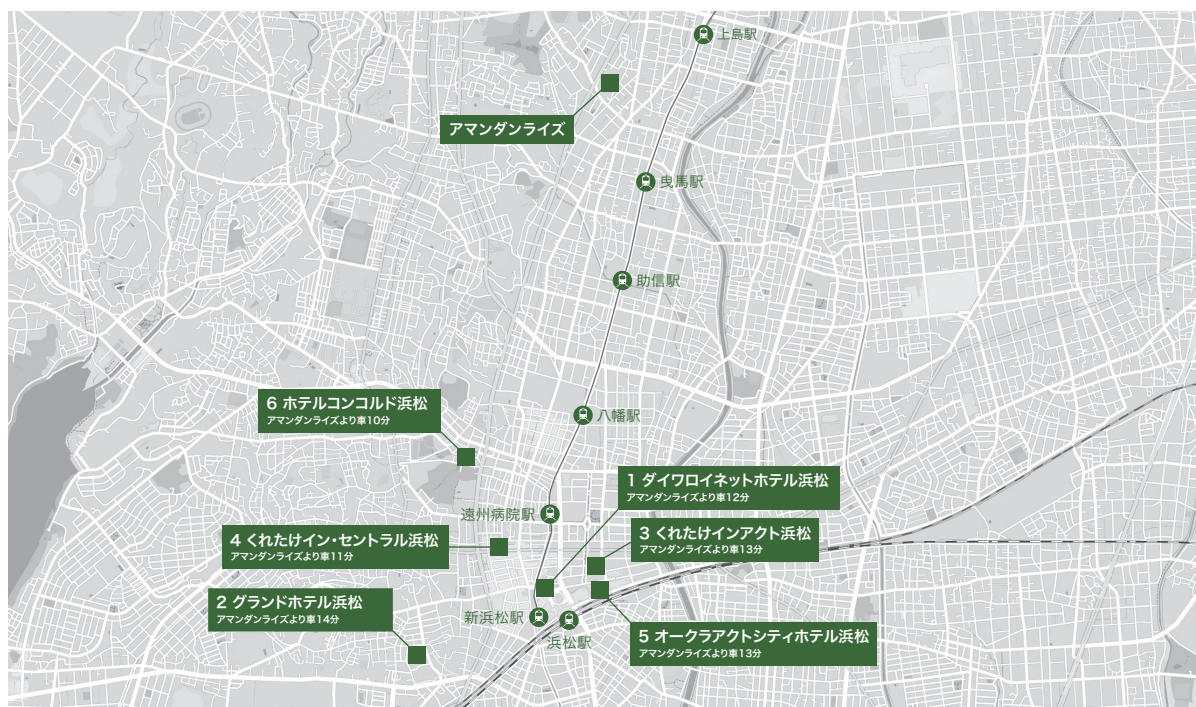 上島駅
アマンダンライズ
曳馬駅
助信駅
6 ホテルコンコルド浜松
アマンダンライズより車10分
八幡駅
1 ダイワロイネットホテル浜松
アマンダンライズより車12分
遠州病院駅
4 くれたけイン・セントラル浜松
アマンダンライズより車11分
3 くれたけインアクト浜松
アマンダンライズより車13分
2 グランドホテル浜松
アマンダンライズより車14分
新浜松駅
浜松駅
5 オークラアクトシティホテル浜松
アマンダンライズより車13分